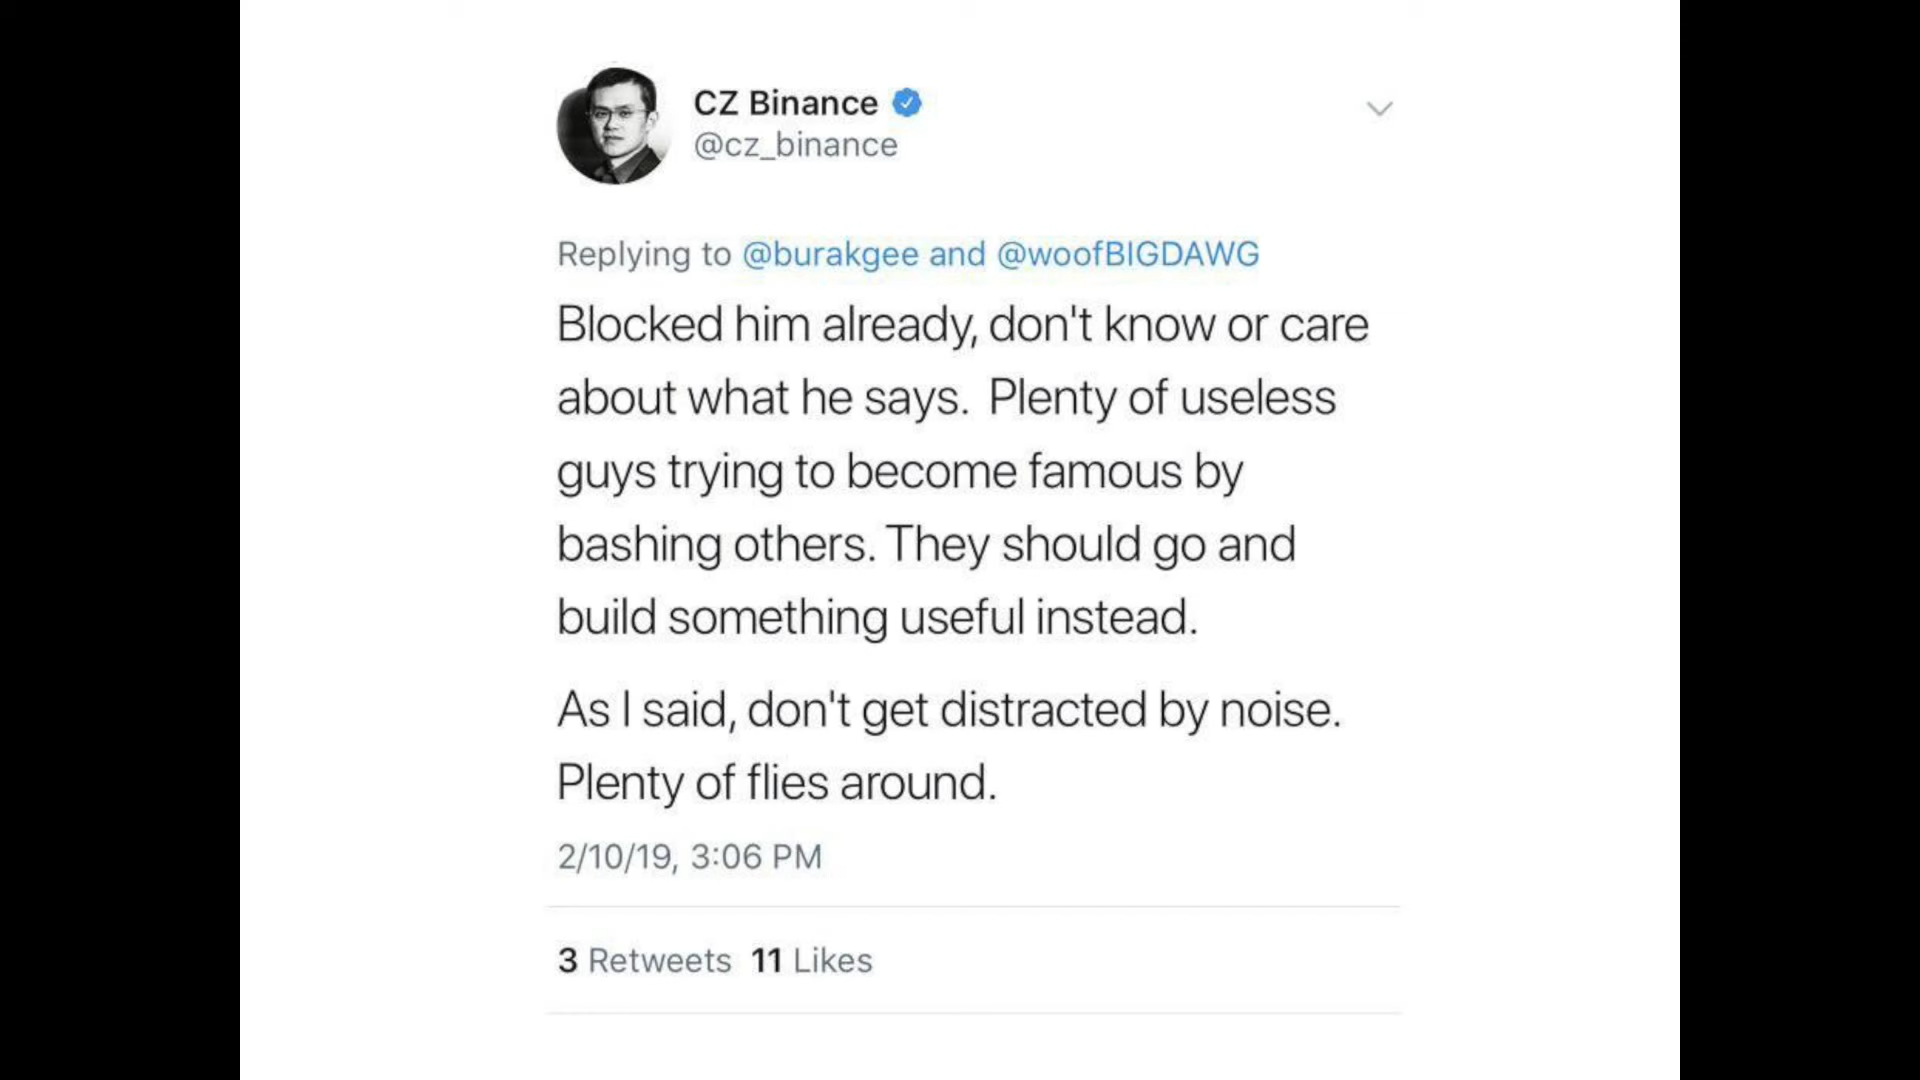 CZ Binance
@cz_binance
Replying to @burakgee and @woofBIGDAWG
Blocked him already, don't know or care
about what he says.  Plenty of useless
guys trying to become famous by
bashing others. They should go and
build something useful instead.
As I said, don't get distracted by noise.
Plenty of flies around.
2/10/19, 3:06 PM
3 Retweets 11 Likes